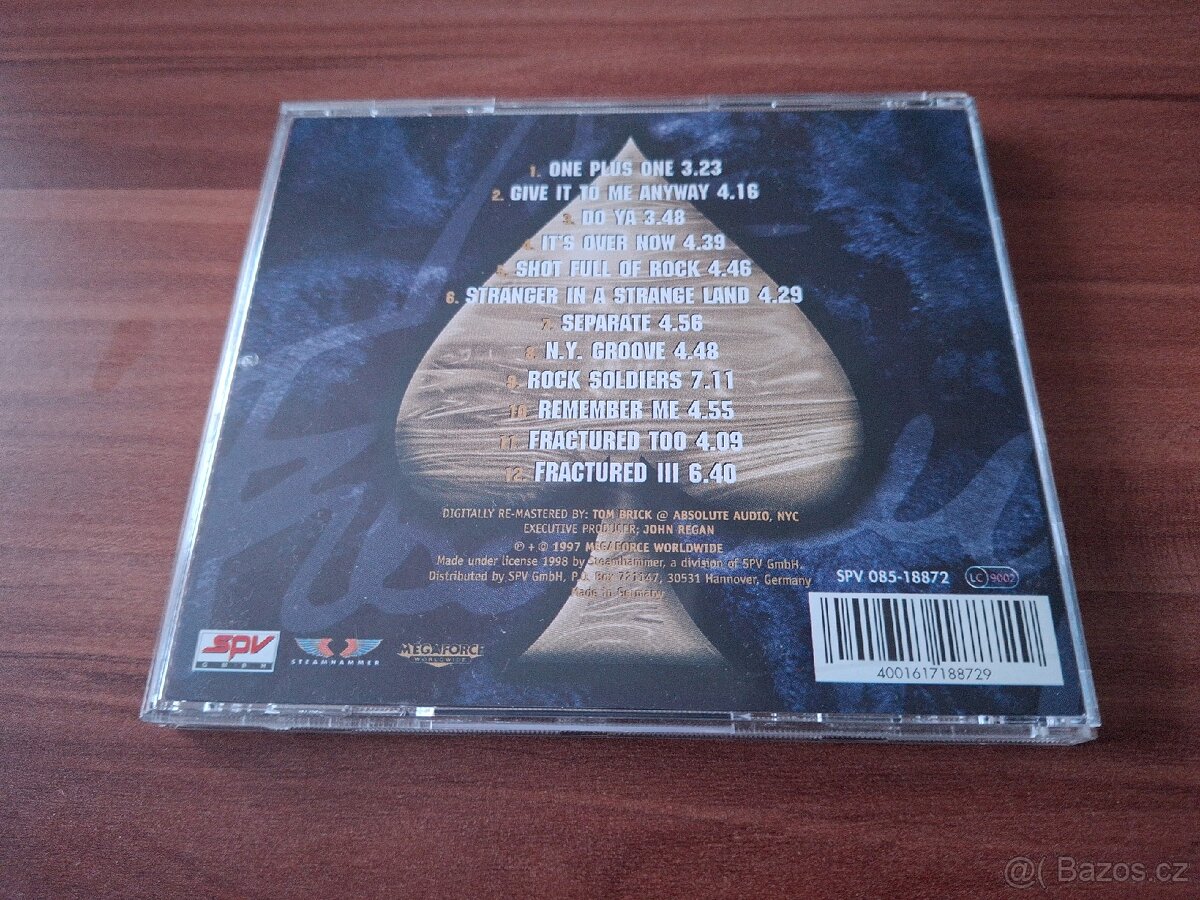 1. ONE PLUS ONE 3.23
2. GIVE IT TO ME ANYWAY 4.16
3. DO YA 3.48
4. IT'S OVER NOW 4.39
5. SHOT FULL OF ROCK 4.46
6. STRANGER IN A STRANGE LAND 4.29
7. SEPARATE 4.56
8. N.Y. GROOVE 4.48
9. ROCK SOLDIERS 7.11
10. REMEMBER ME 4.55
11. FRACTURED TOO 4.09
12. FRACTURED III 6.40
DIGITALLY RE-MASTERED BY: TOM BRICK @ ABSOLUTE AUDIO, NYC
EXECUTIVE PRODUCER; JOHN REGAN
℗ + © 1997 MEGAFORCE WORLDWIDE
Made under license 1998 by Steamhammer, a division of SPV GmbH.
Distributed by SPV GmbH, P.O. Box 721147, 30531 Hannover, Germany
Made in Germany
SPV 085-18872 LC 9002
4001617188729
SPV
GMBH
STEAMHAMMER
MEGAFORCE
WORLDWIDE
@( Bazos.cz